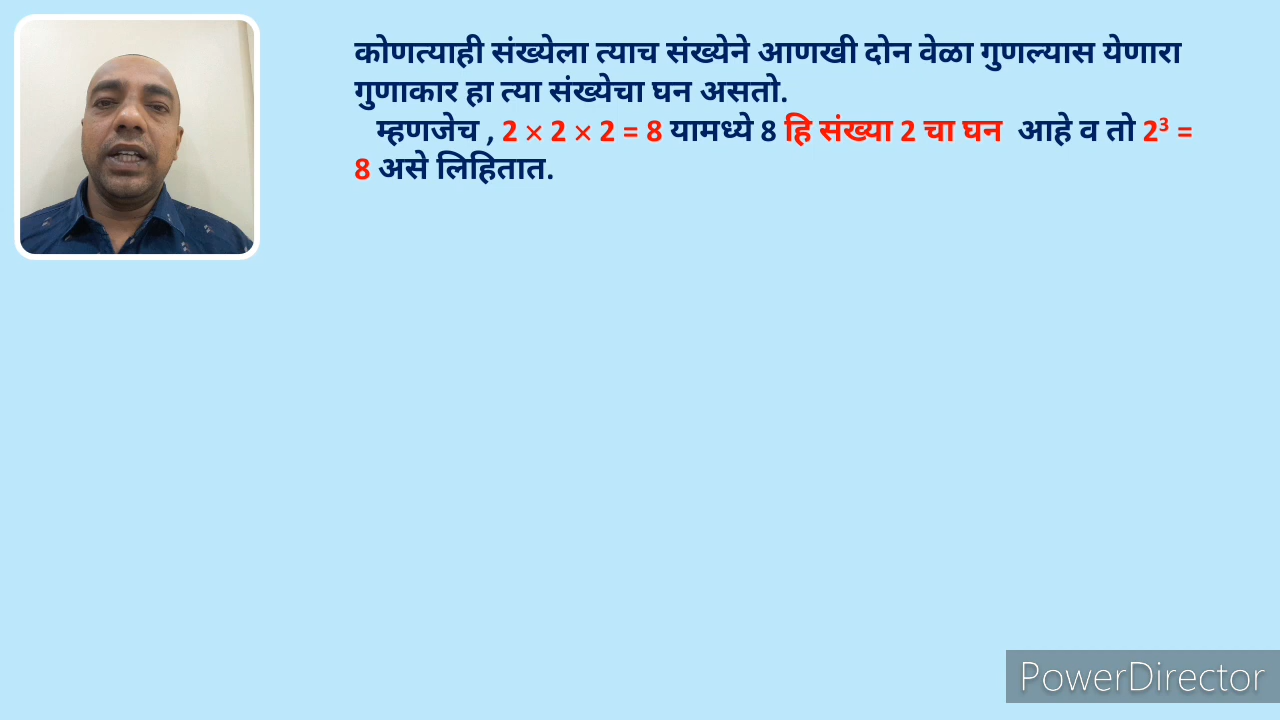 कोणत्याही संख्येला त्याच संख्येने आणखी दोन वेळा गुणल्यास येणारा
गुणाकार हा त्या संख्येचा घन असतो.
म्हणजेच , 2 × 2 × 2 = 8 यामध्ये 8 हि संख्या 2 चा घन आहे व तो 2³ =
8 असे लिहितात.
PowerDirector